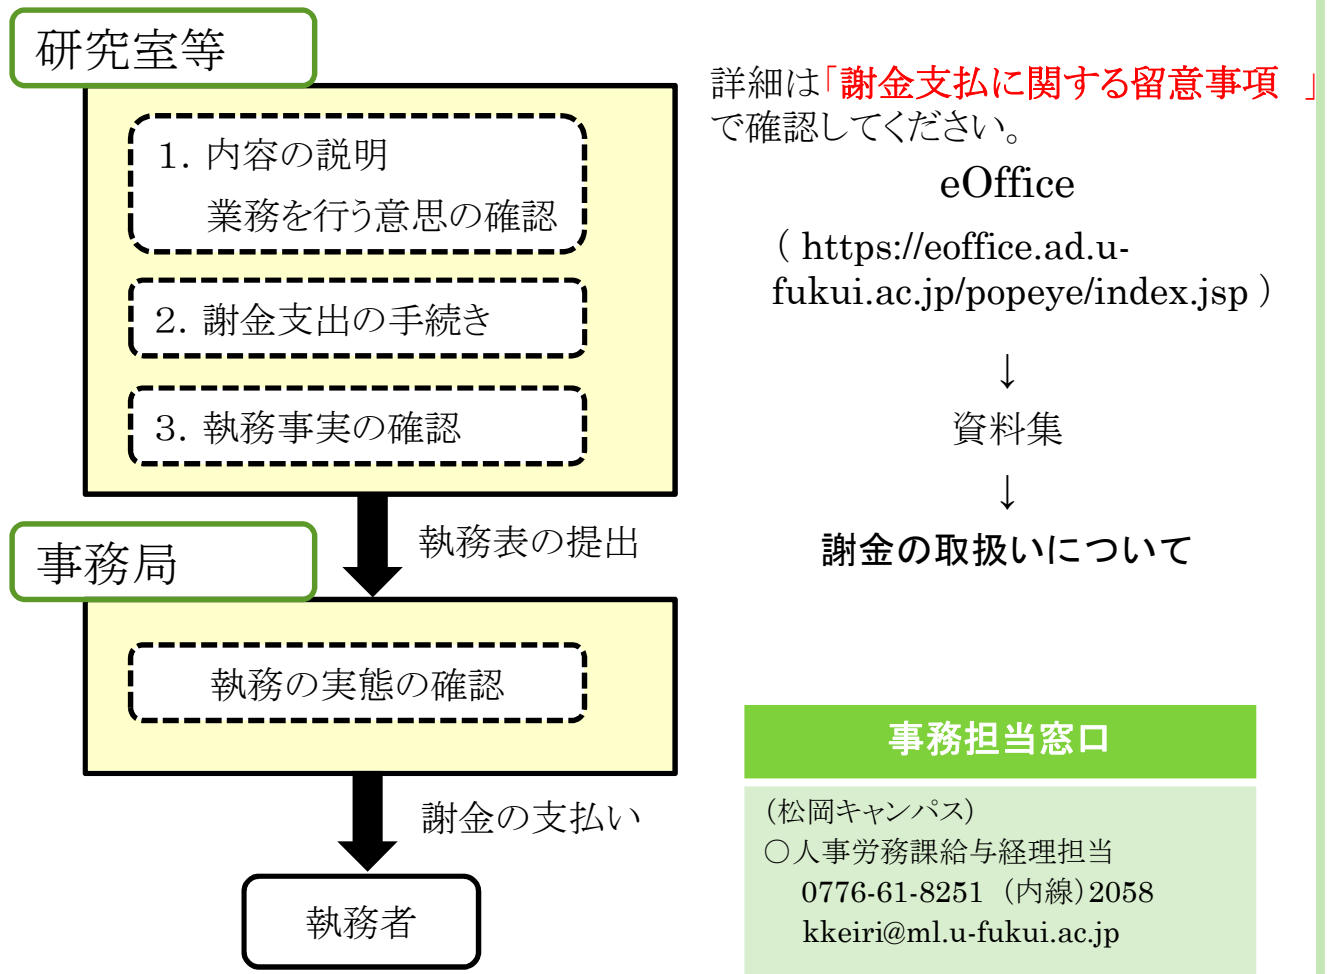 研究室等
1. 内容の説明
業務を行う意思の確認
2. 謝金支出の手続き
3. 執務事実の確認
執務表の提出
事務局
執務の実態の確認
謝金の支払い
執務者
詳細は「謝金支払に関する留意事項 」
で確認してください。
eOffice
( https://eoffice.ad.u-
fukui.ac.jp/popeye/index.jsp )
↓
資料集
↓
謝金の取扱いについて
事務担当窓口
(松岡キャンパス)
○人事労務課給与経理担当
0776-61-8251 (内線)2058
kkeiri@ml.u-fukui.ac.jp